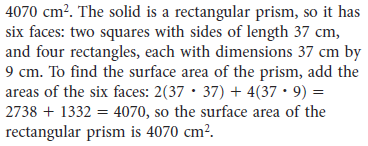 4070 cm². The solid is a rectangular prism, so it has
six faces: two squares with sides of length 37 cm,
and four rectangles, each with dimensions 37 cm by
9 cm. To find the surface area of the prism, add the
areas of the six faces: 2(37 · 37) + 4(37 · 9) =
2738 + 1332 = 4070, so the surface area of the
rectangular prism is 4070 cm².